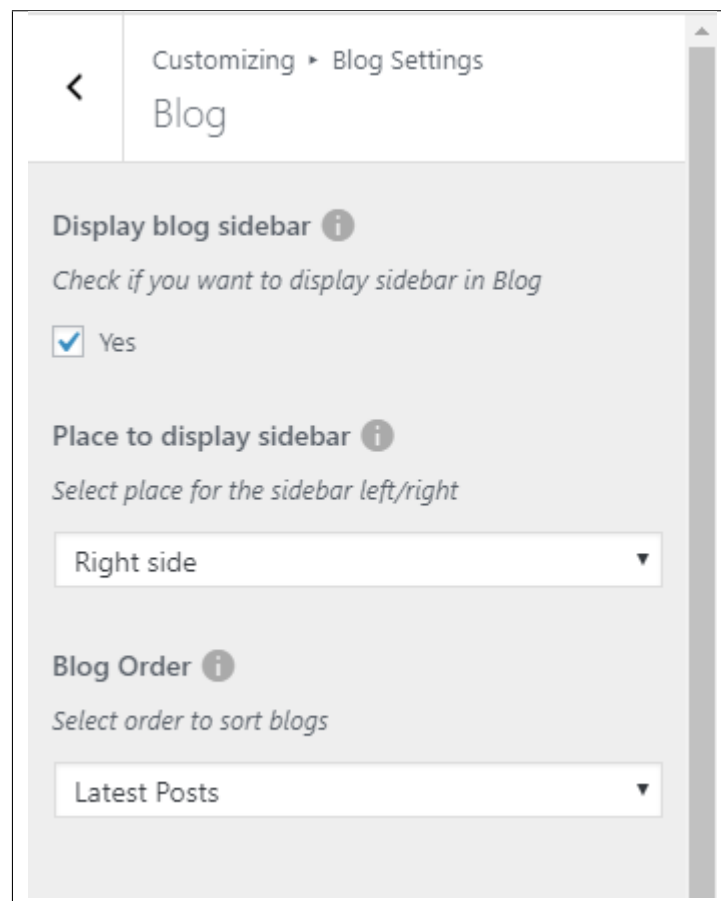 Customizing ▸ Blog Settings
Blog
Display blog sidebar
Check if you want to display sidebar in Blog
Yes
Place to display sidebar
Select place for the sidebar left/right
Right side
Blog Order
Select order to sort blogs
Latest Posts